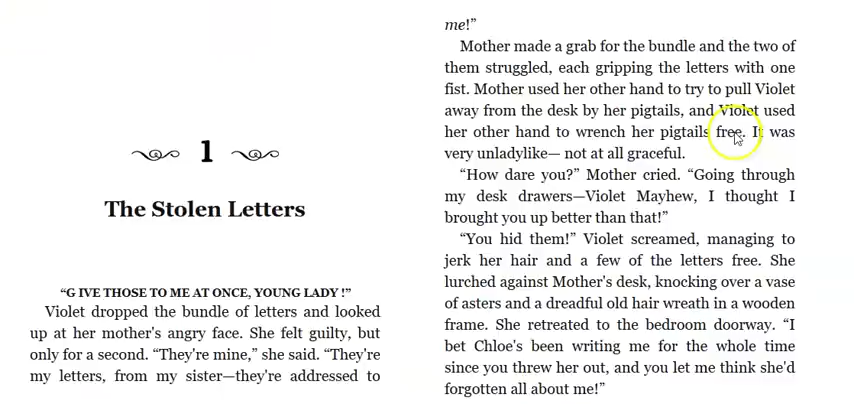 1
The Stolen Letters
“G IVE THOSE TO ME AT ONCE, YOUNG LADY !”
Violet dropped the bundle of letters and looked
up at her mother's angry face. She felt guilty, but
only for a second. “They're mine,” she said. “They're
my letters, from my sister—they're addressed to
me!”
Mother made a grab for the bundle and the two of
them struggled, each gripping the letters with one
fist. Mother used her other hand to try to pull Violet
away from the desk by her pigtails, and Violet used
her other hand to wrench her pigtails free. It was
very unladylike— not at all graceful.
“How dare you?” Mother cried. “Going through
my desk drawers—Violet Mayhew, I thought I
brought you up better than that!”
“You hid them!” Violet screamed, managing to
jerk her hair and a few of the letters free. She
lurched against Mother's desk, knocking over a vase
of asters and a dreadful old hair wreath in a wooden
frame. She retreated to the bedroom doorway. “I
bet Chloe's been writing me for the whole time
since you threw her out, and you let me think she'd
forgotten all about me!”